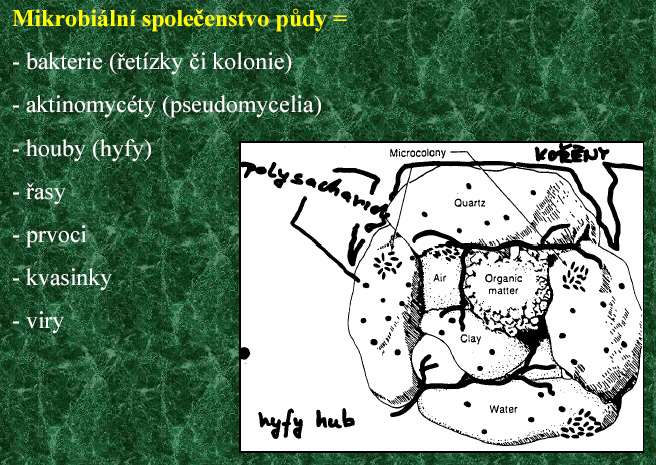 Mikrobiální společenstvo půdy =
- bakterie (řetízky či kolonie)
- aktinomycéty (pseudomycelia)
- houby (hyfy)
- řasy
- prvoci
- kvasinky
- viry
Microcolony
KOŘENY
polysacharidy
Quartz
Air
Organic
matter
Clay
Water
hyfy hub